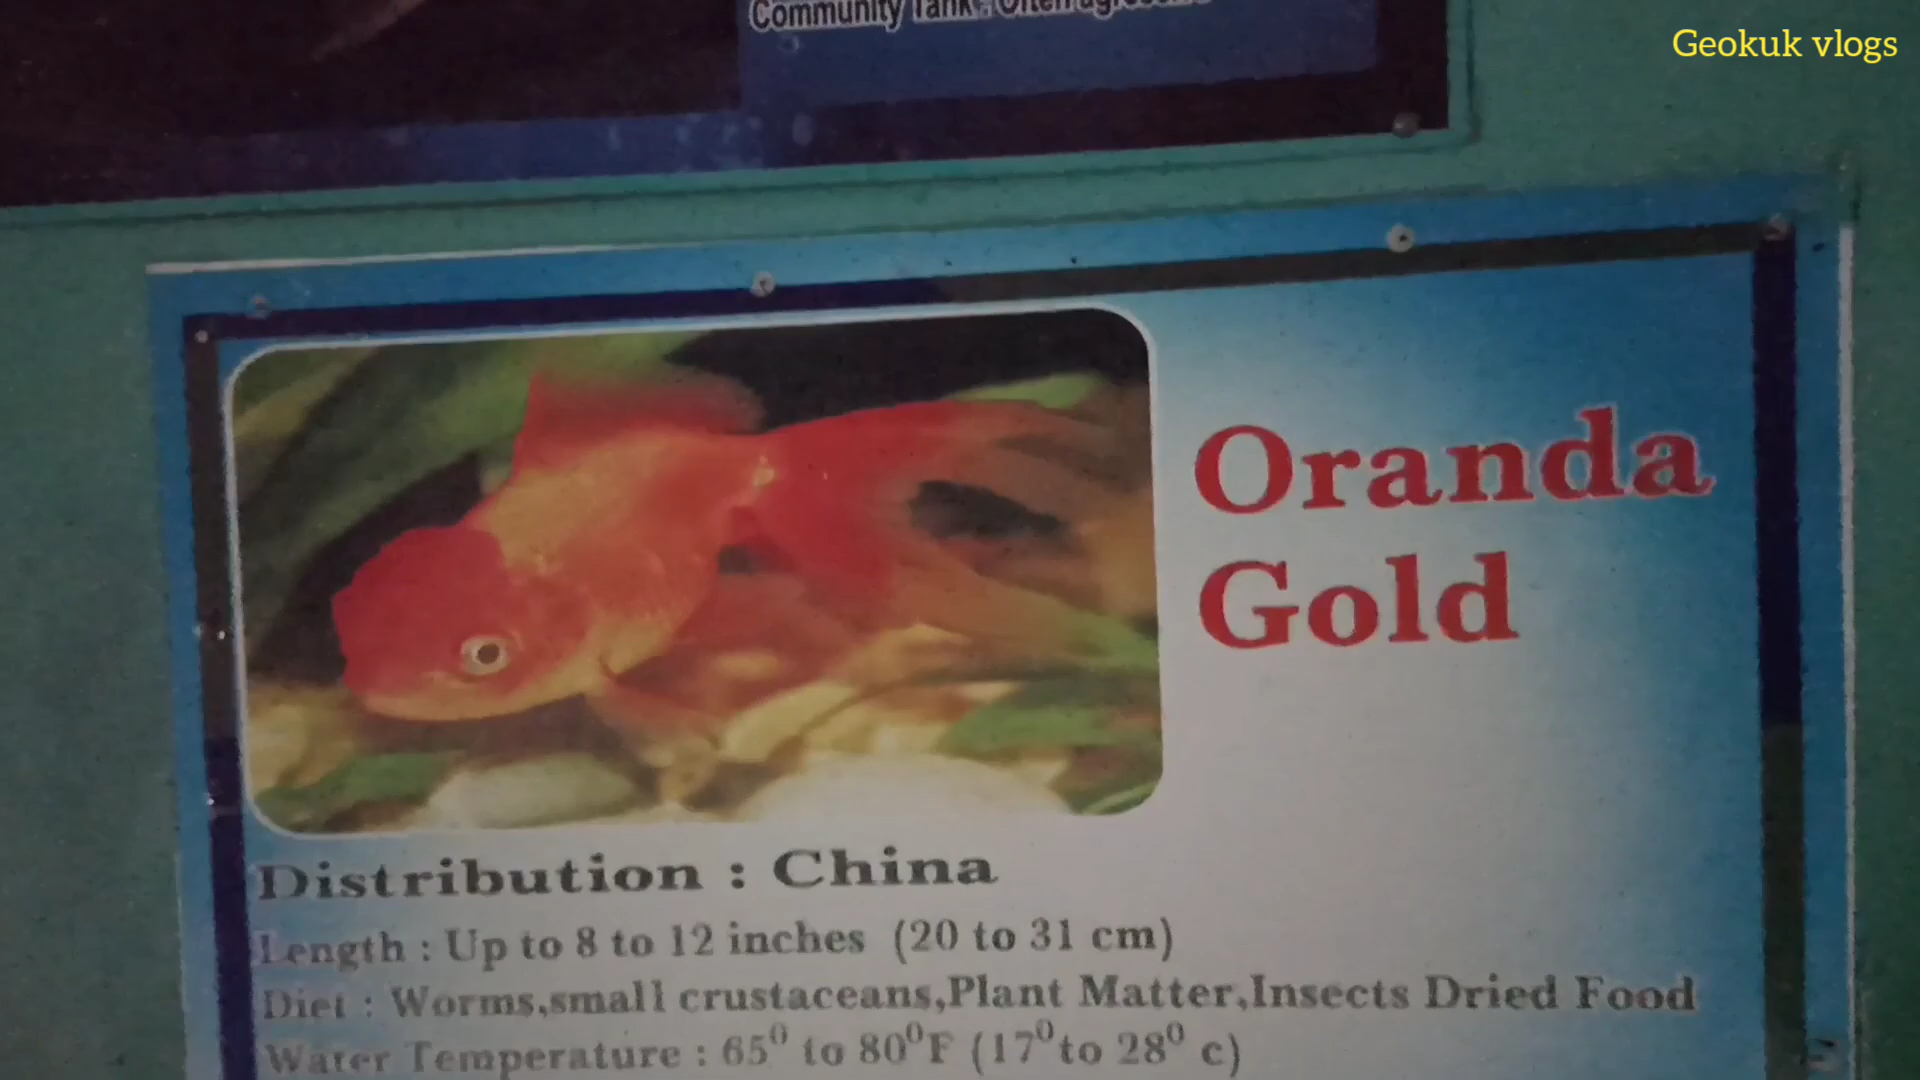 Community Tank : Often
Geokuk vlogs
Oranda
Gold
Distribution : China
Length : Up to 8 to 12 inches (20 to 31 cm)
Diet : Worms,small crustaceans,Plant Matter,Insects Dried Food
Water Temperature : 65⁰ to 80⁰F (17⁰to 28⁰ c)